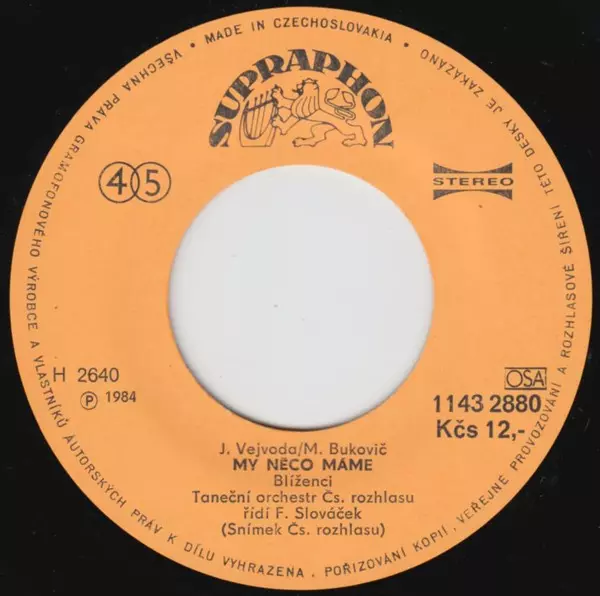 VŠECHNA PRÁVA GRAMOFONOVÉHO VÝROBCE A VLASTNÍKŮ AUTORSKÝCH PRÁV K DÍLU VYHRAZENA . POŘIZOVÁNÍ KOPIÍ, VEŘEJNÉ PROVOZOVÁNÍ A ROZHLASOVÉ ŠÍŘENÍ TÉTO DESKY JE ZAKÁZÁNO
• MADE IN CZECHOSLOVAKIA •
SUPRAPHON
45
STEREO
H 2640
℗ 1984
OSA
1143 2880
Kčs 12,-
J. Vejvoda/M. Bukovič
MY NĚCO MÁME
Blíženci
Taneční orchestr Čs. rozhlasu
řídí F. Slováček
(Snímek Čs. rozhlasu)